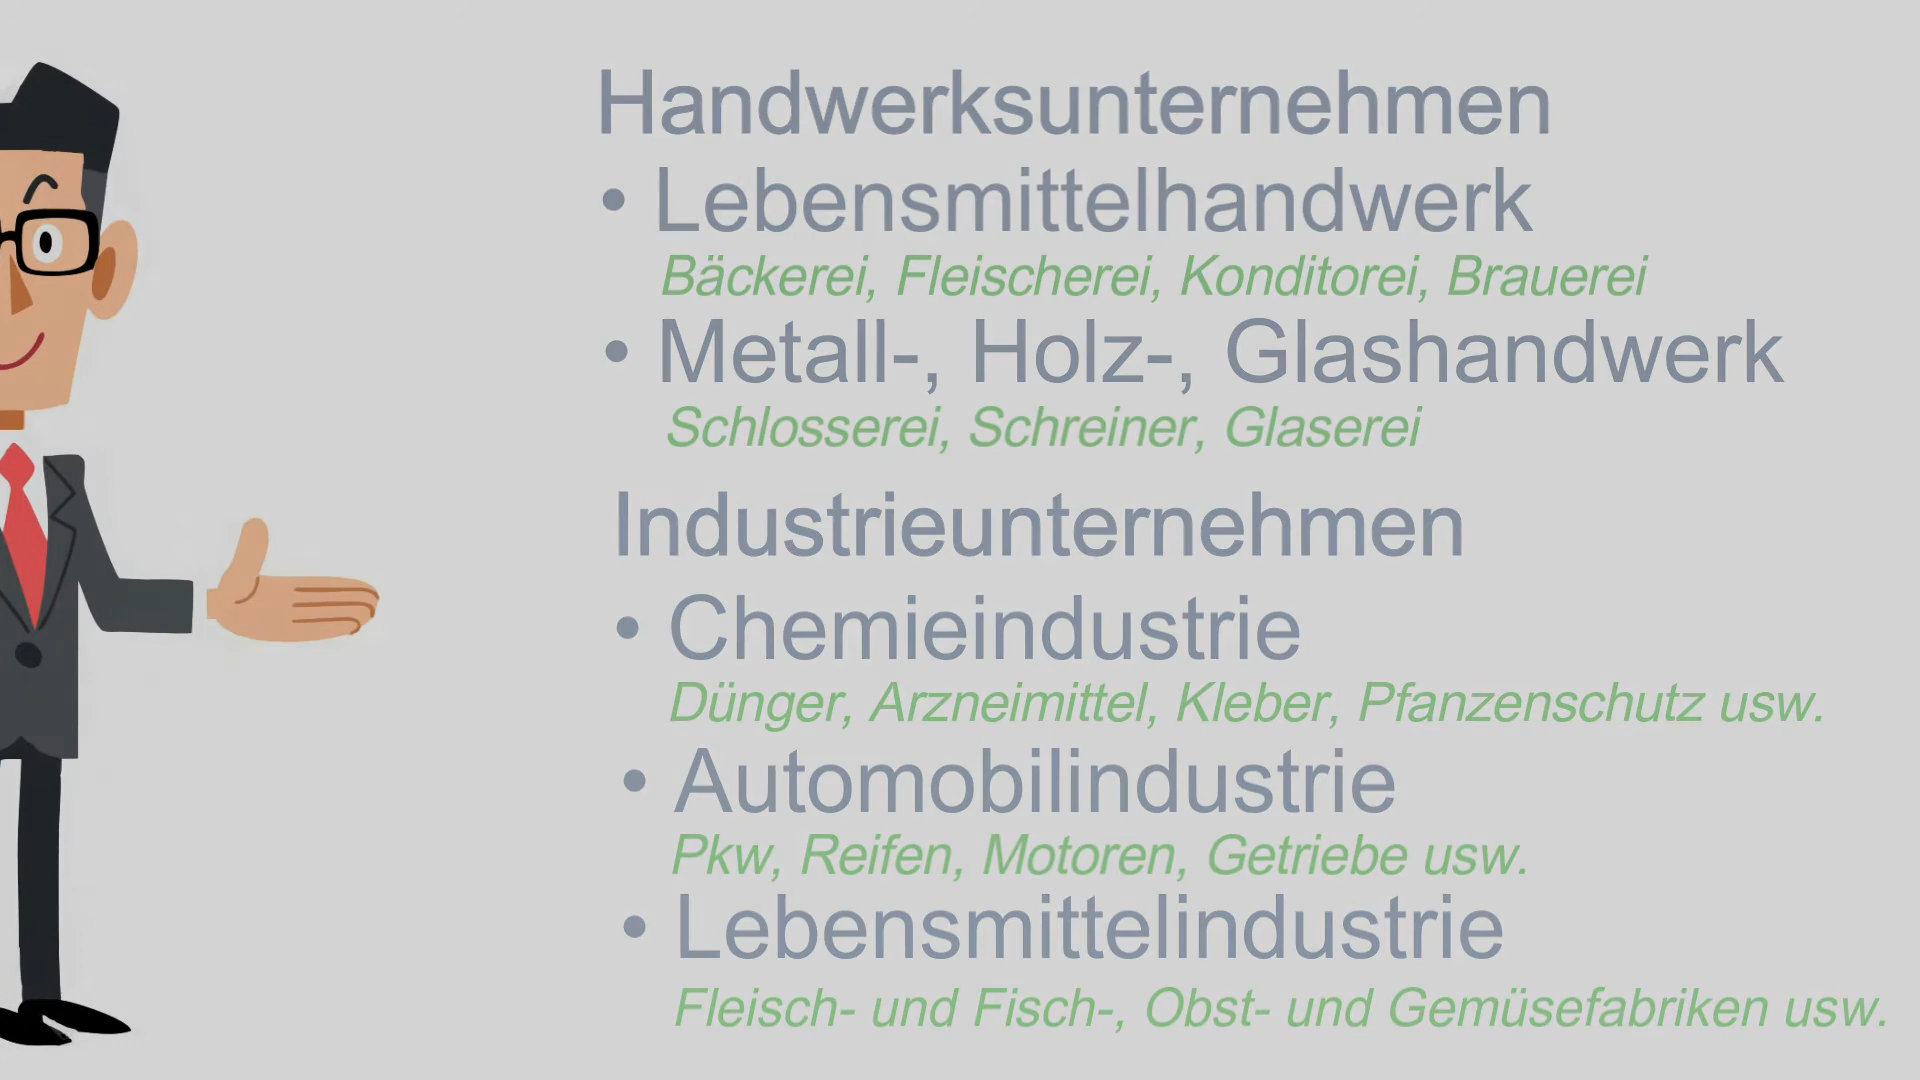 Handwerksunternehmen
• Lebensmittelhandwerk
Bäckerei, Fleischerei, Konditorei, Brauerei
• Metall-, Holz-, Glashandwerk
Schlosserei, Schreiner, Glaserei
Industrieunternehmen
• Chemieindustrie
Dünger, Arzneimittel, Kleber, Pfanzenschutz usw.
• Automobilindustrie
Pkw, Reifen, Motoren, Getriebe usw.
• Lebensmittelindustrie
Fleisch- und Fisch-, Obst- und Gemüsefabriken usw.